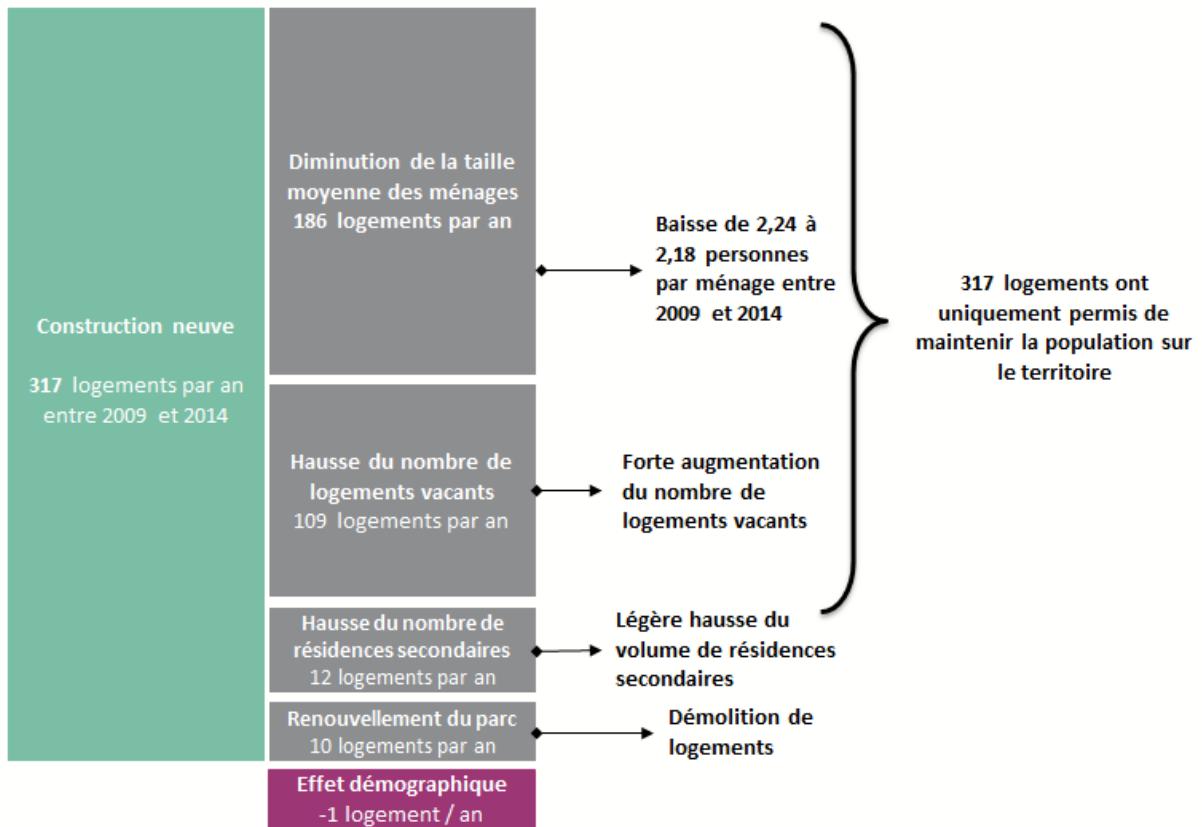 Construction neuve
317 logements par an
entre 2009 et 2014
Diminution de la taille
moyenne des ménages
186 logements par an
Baisse de 2,24 à
2,18 personnes
par ménage entre
2009 et 2014
317 logements ont
uniquement permis de
maintenir la population sur
le territoire
Hausse du nombre de
logements vacants
109 logements par an
Forte augmentation
du nombre de
logements vacants
Hausse du nombre de
résidences secondaires
12 logements par an
Légère hausse du
volume de résidences
secondaires
Renouvellement du parc
10 logements par an
Démolition de
logements
Effet démographique
-1 logement / an